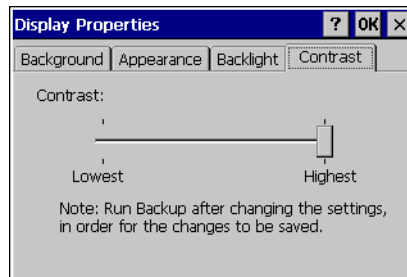 Display Properties ? OK ×
Background Appearance Backlight Contrast
Contrast:
Lowest Highest
Note: Run Backup after changing the settings,
in order for the changes to be saved.